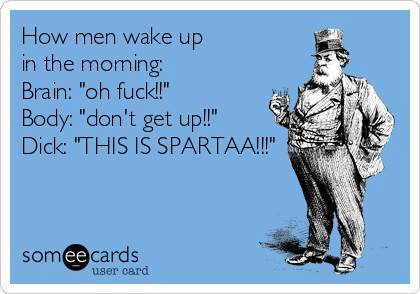 How men wake up
in the morning:
Brain: "oh fuck!!"
Body: "don't get up!!"
Dick: "THIS IS SPARTAA!!!"
someecards
user card